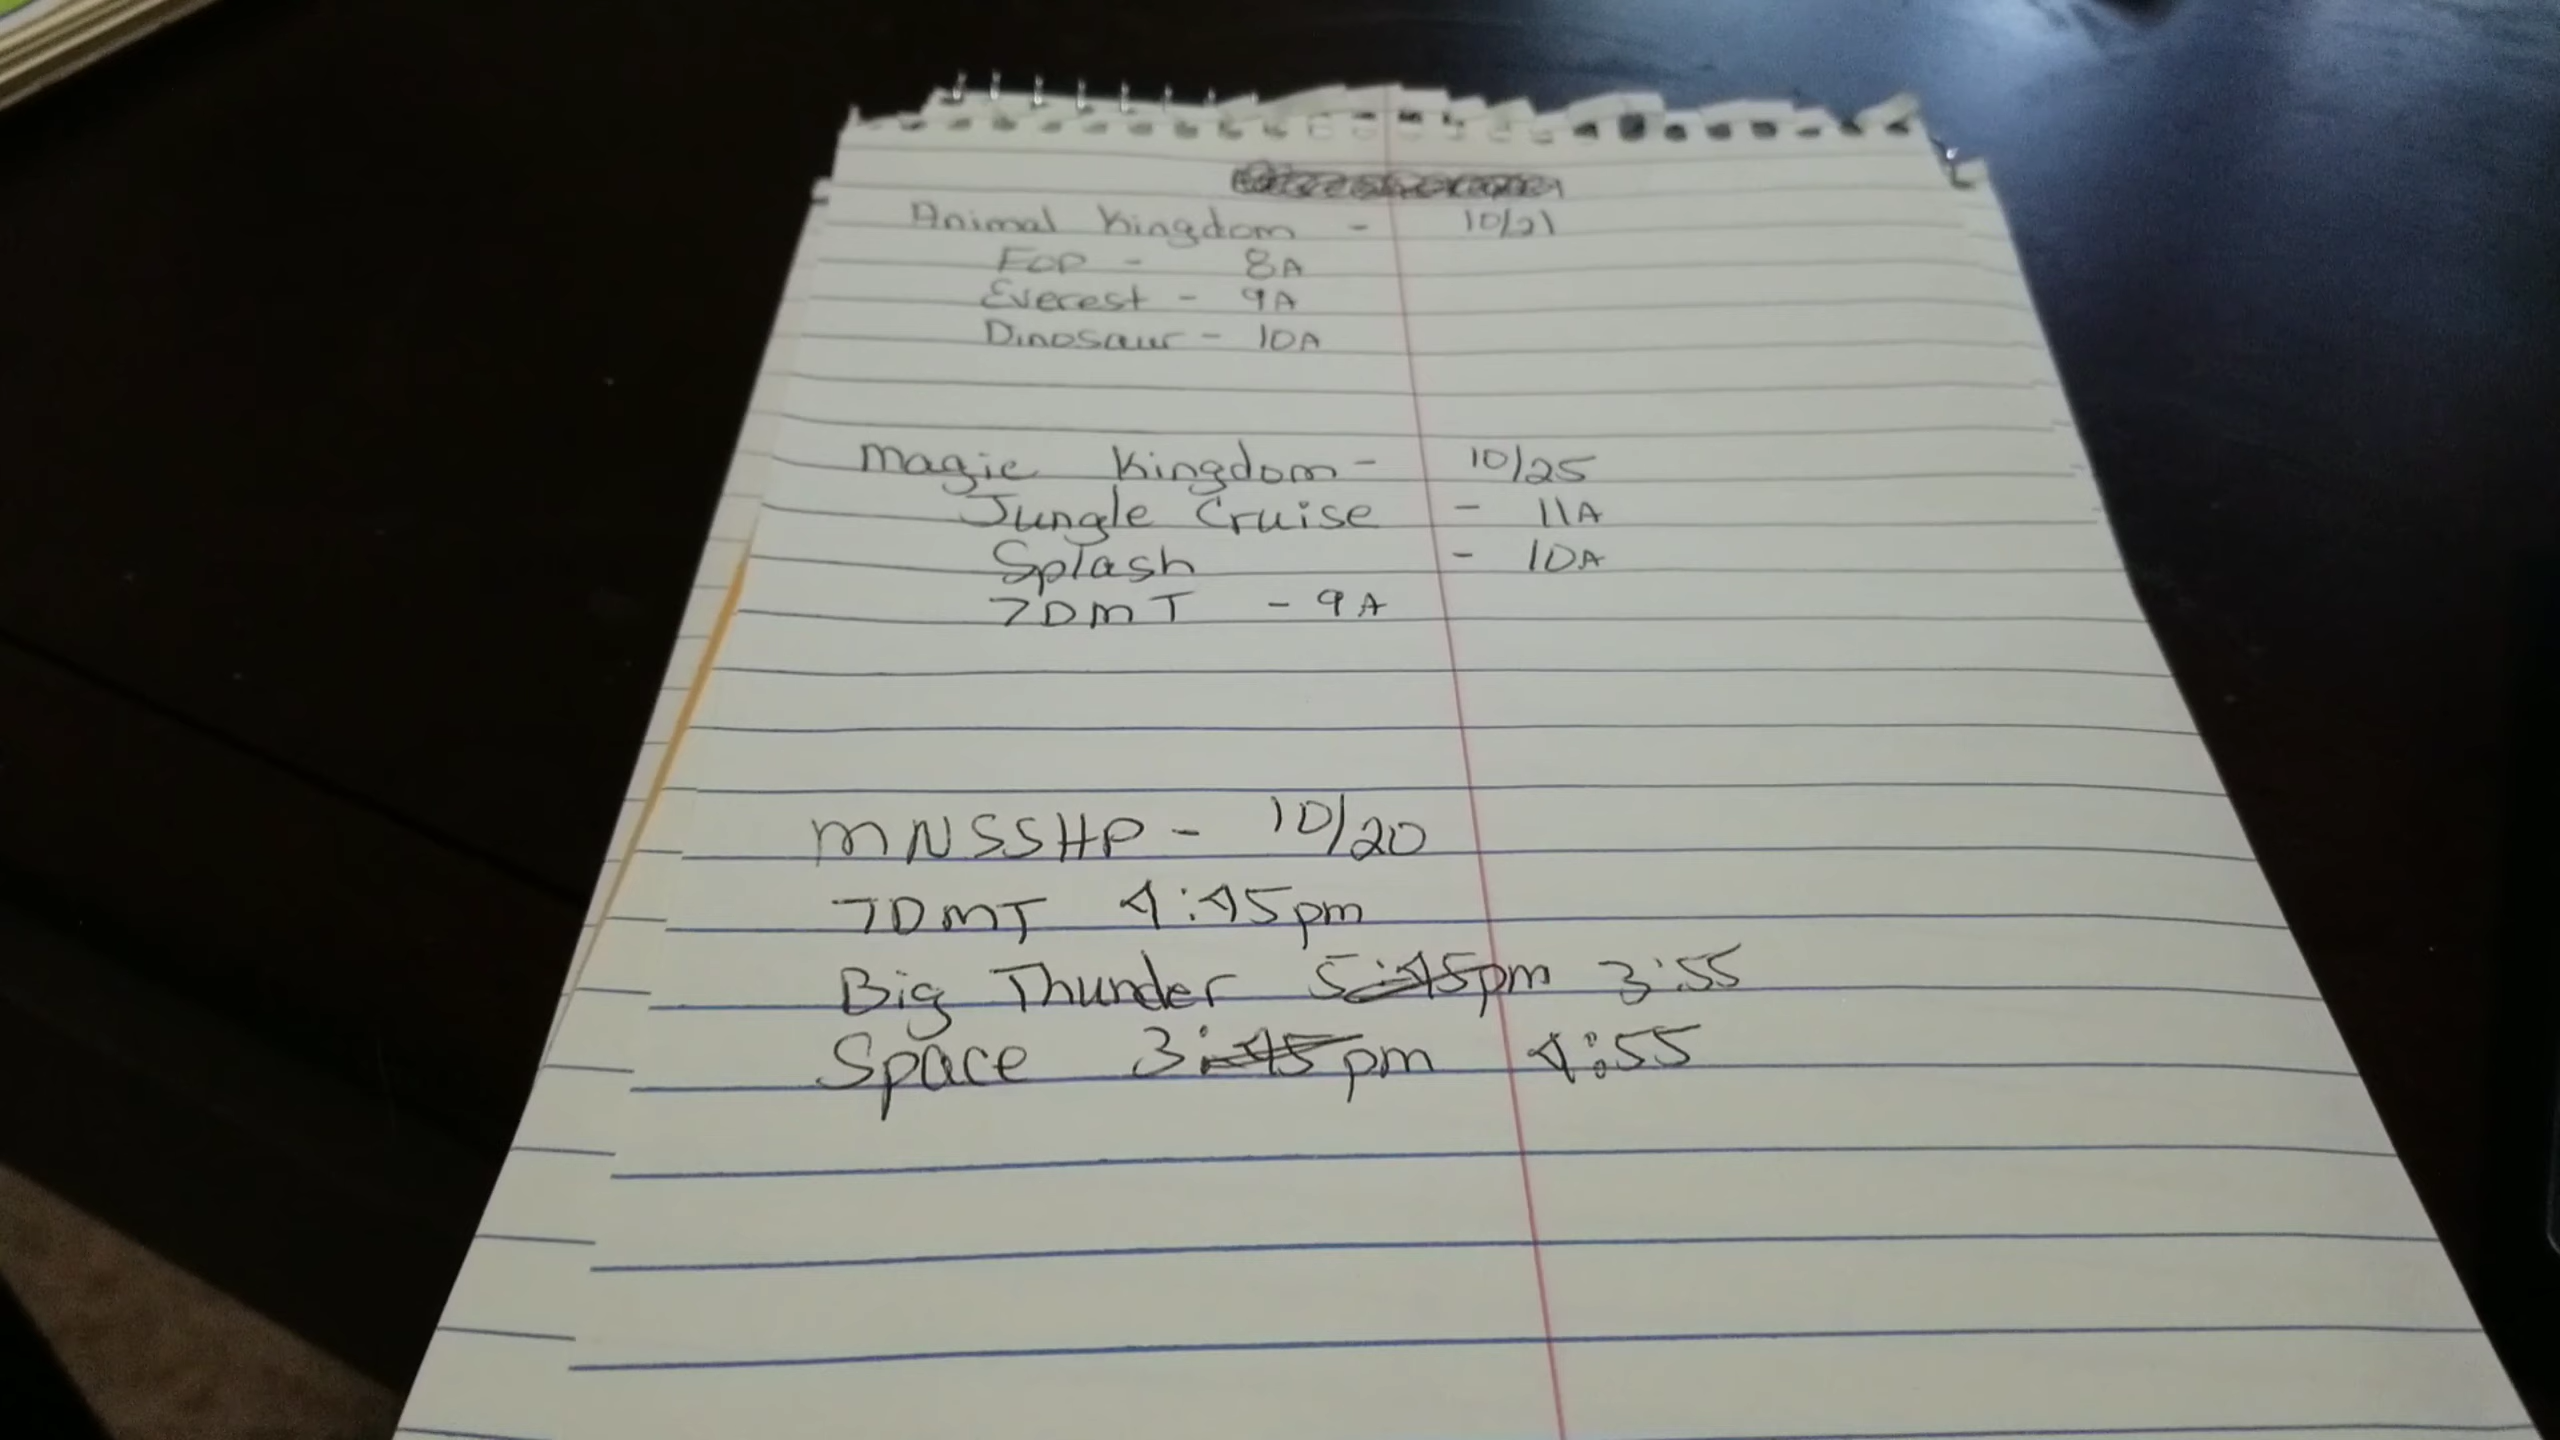 Animal Kingdom - 10/21
FOP - 8A
Everest - 9A
Dinosaur - 10A
Magic Kingdom - 10/25
Jungle Cruise - 11A
Splash - 10A
7DMT - 9A
MNSSHP - 10/20
7DMT 4:45pm
Big Thunder 5:45pm 3:55
Space 3:45pm 4:55